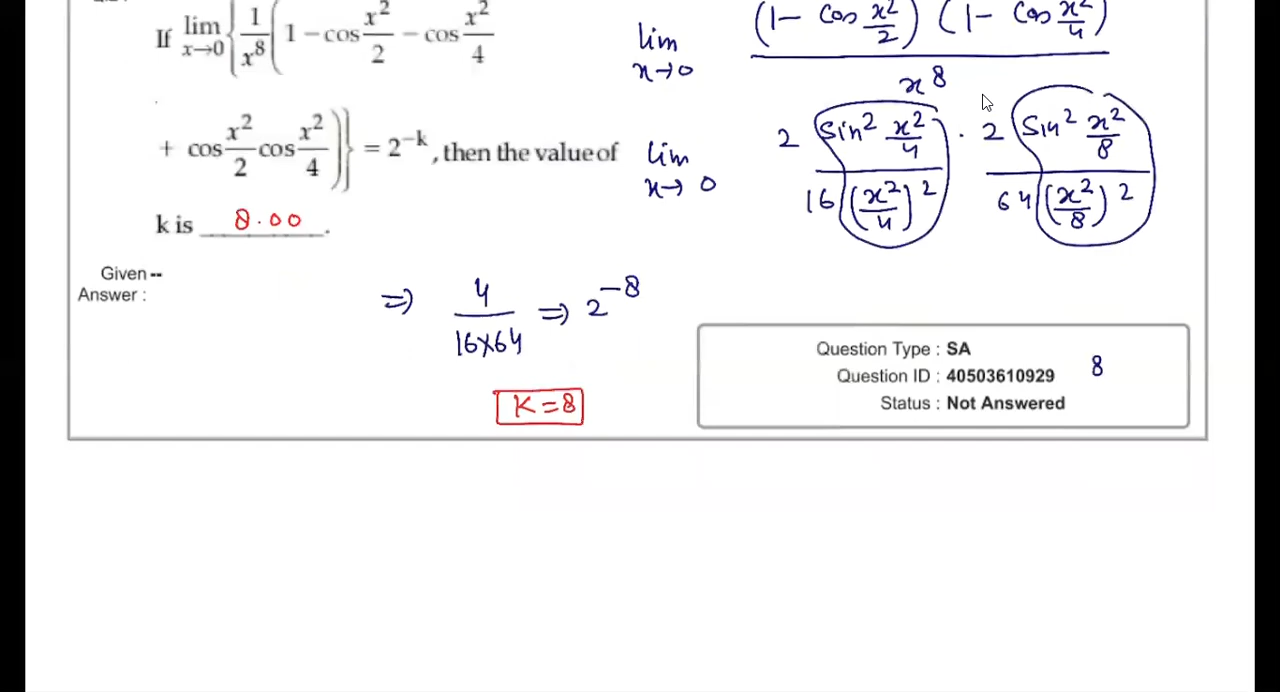 If lim x→0 { 1/x^8 ( 1 − cos x^2/2 − cos x^2/4
+ cos x^2/2 cos x^2/4 ) } = 2^−k , then the value of
k is 8.00 .
Given --
Answer :
lim x→0 (1 − cos x^2/2) (1 − cos x^2/4) / x^8
lim x→0 2 sin^2 x^2/4 / 16 (x^2/4)^2 · 2 sin^2 x^2/8 / 64 (x^2/8)^2
⇒ 4 / 16×64 ⇒ 2^−8
K = 8
Question Type : SA
Question ID : 40503610929
Status : Not Answered
8